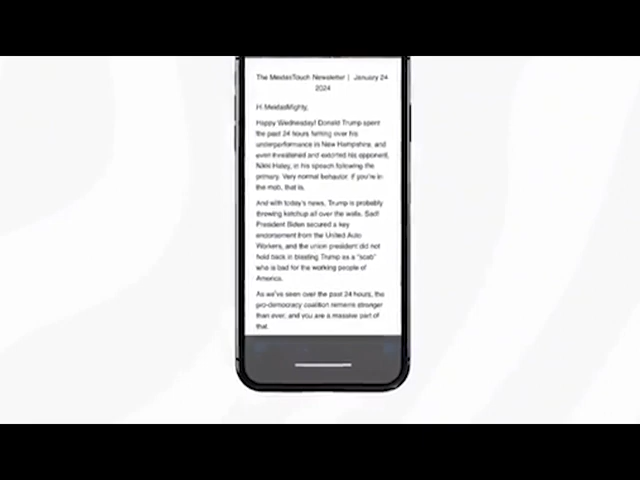 The MeidasTouch Newsletter | January 24
2024
Hi MeidasMighty,
Happy Wednesday! Donald Trump spent
the past 24 hours fuming over his
underperformance in New Hampshire, and
even threatened and extorted his opponent,
Nikki Haley, in his speech following the
primary. Very normal behavior. If you're in
the mob, that is.
And with today's news, Trump is probably
throwing ketchup all over the walls. Sad!
President Biden secured a key
endorsement from the United Auto
Workers, and the union president did not
hold back in blasting Trump as a "scab"
who is bad for the working people of
America.
As we've seen over the past 24 hours, the
pro-democracy coalition remains stronger
than ever, and you are a massive part of
that.